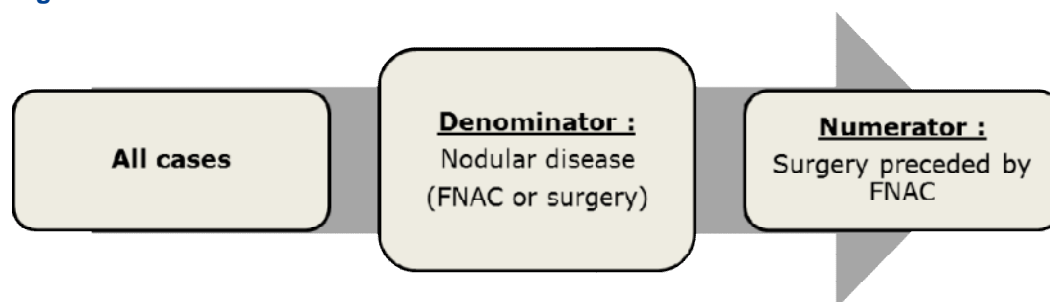 All cases
Denominator :
Nodular disease
(FNAC or surgery)
Numerator :
Surgery preceded by
FNAC